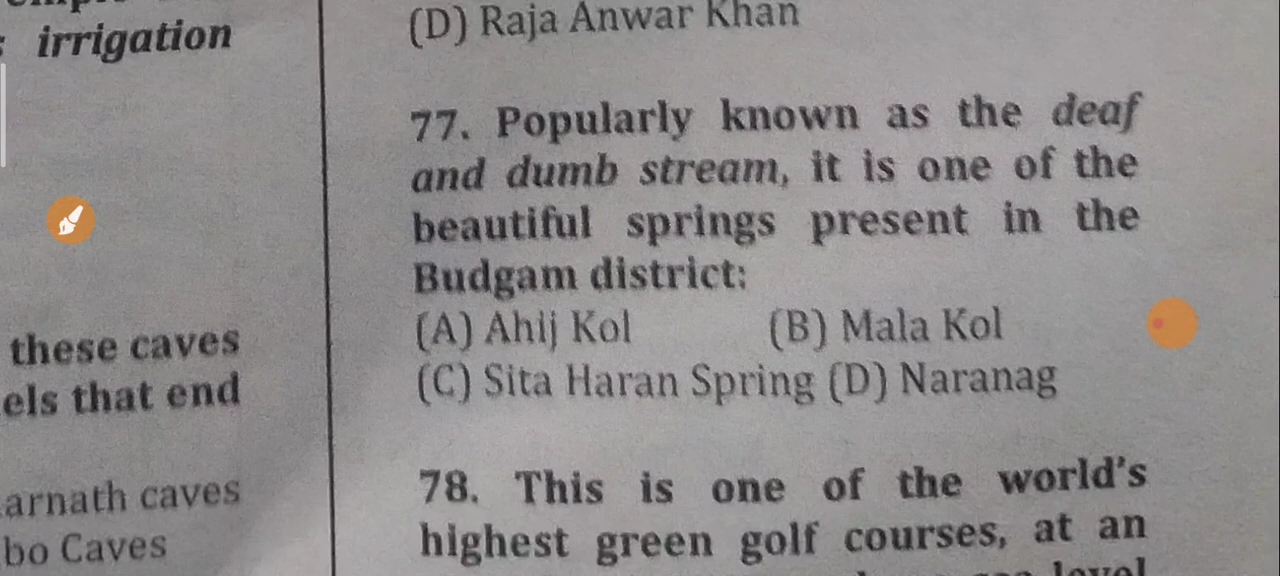 irrigation
these caves
els that end
arnath caves
bo Caves
(D) Raja Anwar Khan
77. Popularly known as the deaf
and dumb stream, it is one of the
beautiful springs present in the
Budgam district:
(A) Ahij Kol (B) Mala Kol
(C) Sita Haran Spring (D) Naranag
78. This is one of the world's
highest green golf courses, at an
level